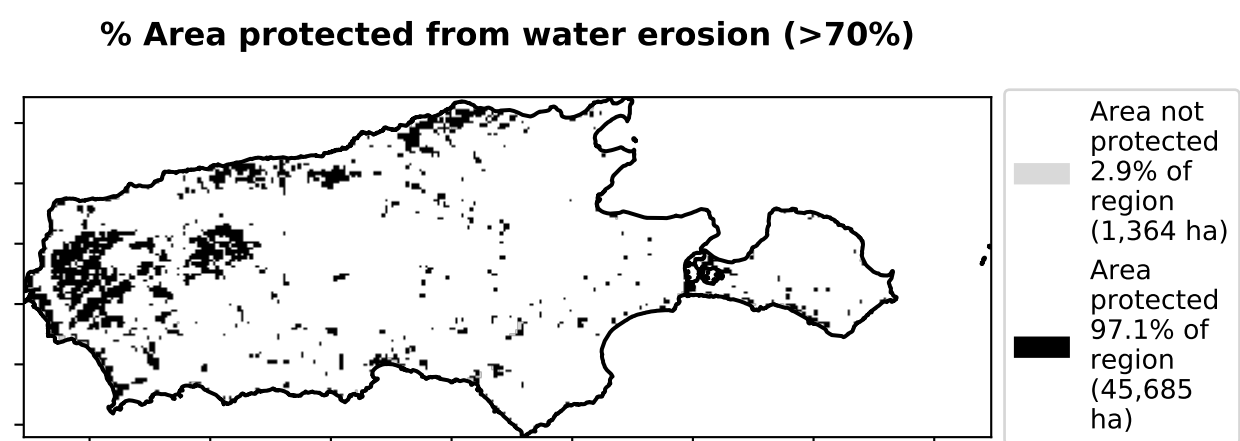 % Area protected from water erosion (>70%)
Area not
protected
2.9% of
region
(1,364 ha)
Area
protected
97.1% of
region
(45,685
ha)